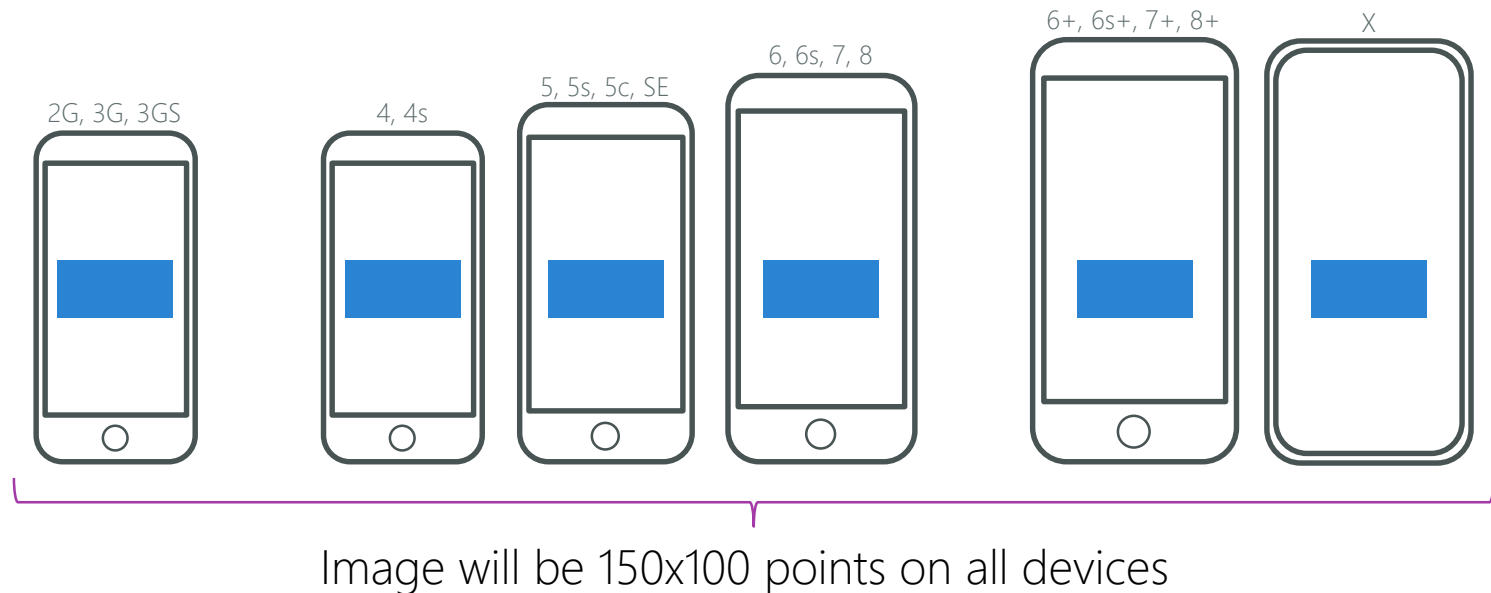 2G, 3G, 3GS
4, 4s
5, 5s, 5c, SE
6, 6s, 7, 8
6+, 6s+, 7+, 8+
X
Image will be 150x100 points on all devices